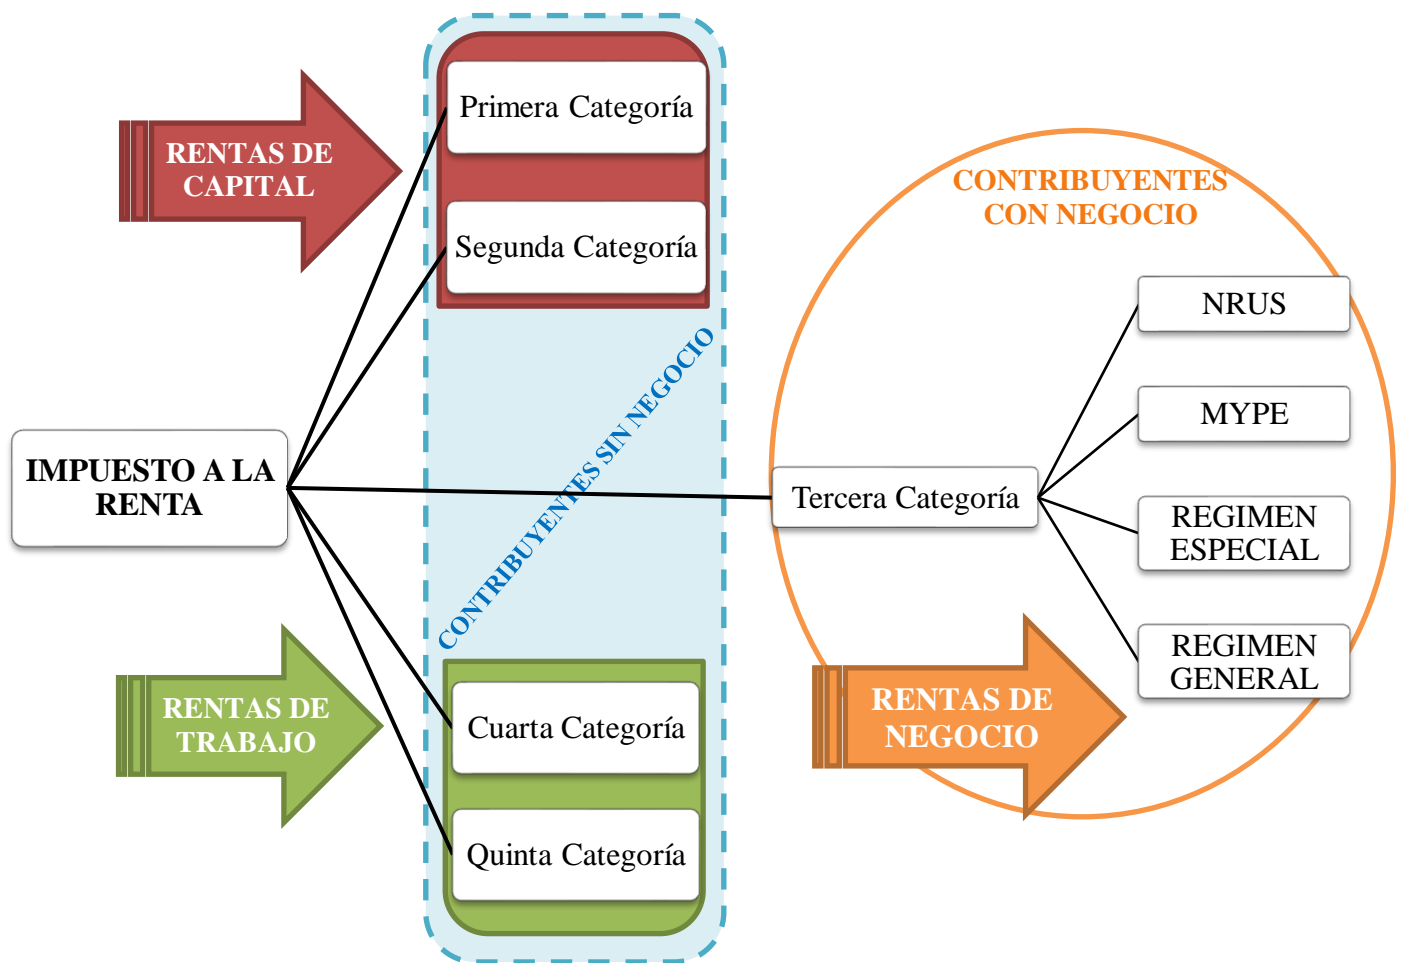 IMPUESTO A LA
RENTA
RENTAS DE
CAPITAL
Primera Categoría
Segunda Categoría
CONTRIBUYENTES SIN NEGOCIO
RENTAS DE
TRABAJO
Cuarta Categoría
Quinta Categoría
CONTRIBUYENTES
CON NEGOCIO
Tercera Categoría
NRUS
MYPE
REGIMEN
ESPECIAL
REGIMEN
GENERAL
RENTAS DE
NEGOCIO